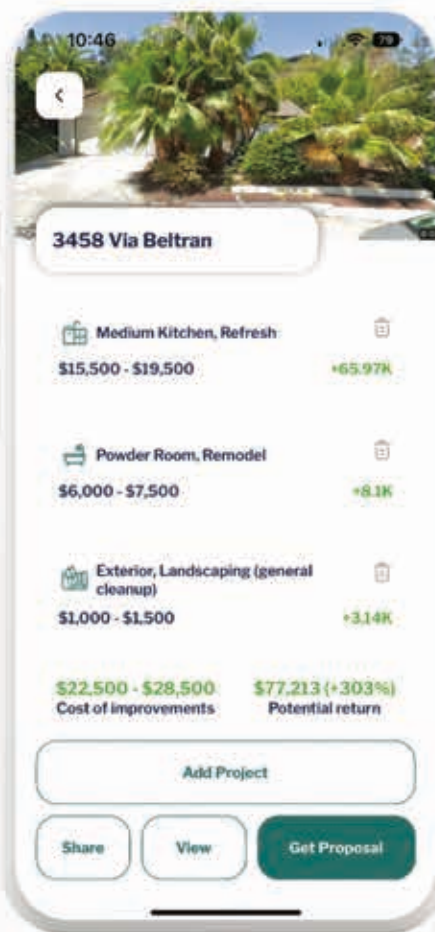 10:46
79
3458 Via Beltran
Medium Kitchen, Refresh
$15,500 - $19,500 +65.97K
Powder Room, Remodel
$6,000 - $7,500 +8.1K
Exterior, Landscaping (general
cleanup)
$1,000 - $1,500 +3.14K
$22,500 - $28,500 $77,213 (+303%)
Cost of improvements Potential return
Add Project
Share View Get Proposal